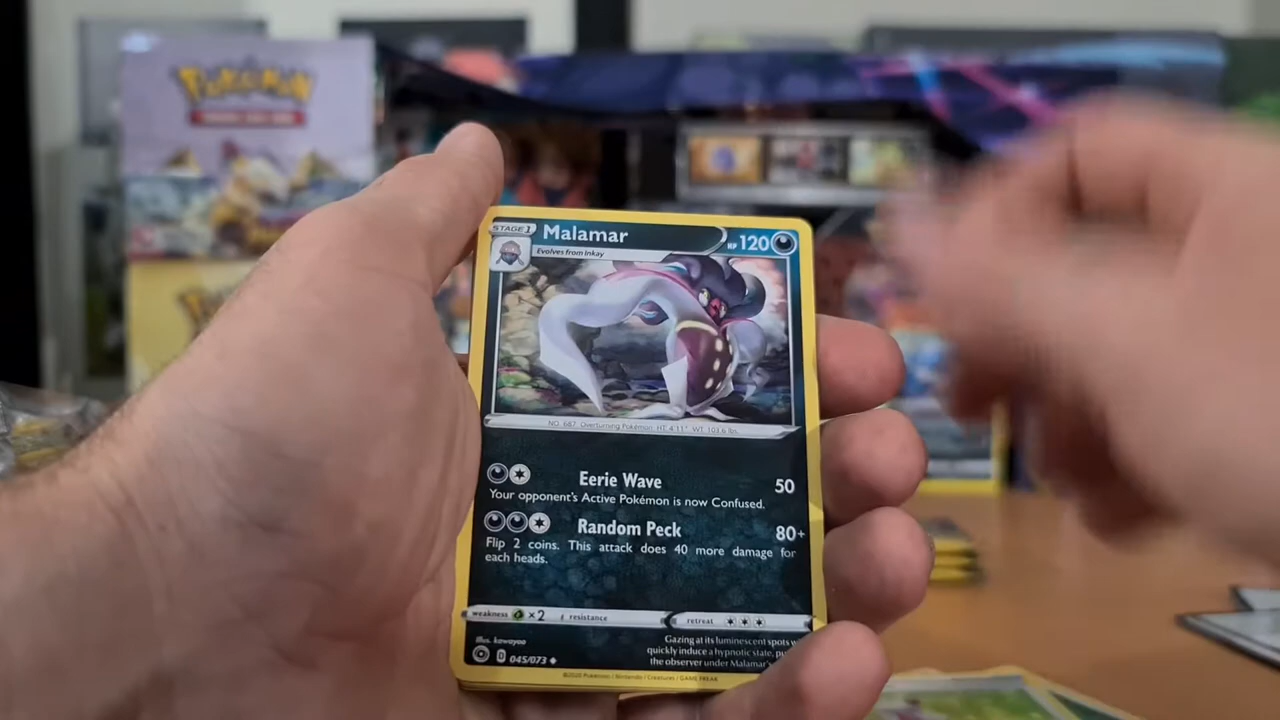 Pokémon
STAGE 1
Malamar
HP 120
Evolves from Inkay
NO. 687 Overturning Pokémon HT: 4'11" WT: 103.6 lbs.
Eerie Wave 50
Your opponent's Active Pokémon is now Confused.
Random Peck 80+
Flip 2 coins. This attack does 40 more damage for
each heads.
weakness ×2 resistance retreat
illus. kawayoo
D 045/073
Gazing at its luminescent spots w
quickly induce a hypnotic state, pu
the observer under Malamar's
©2020 Pokémon / Nintendo / Creatures / GAME FREAK